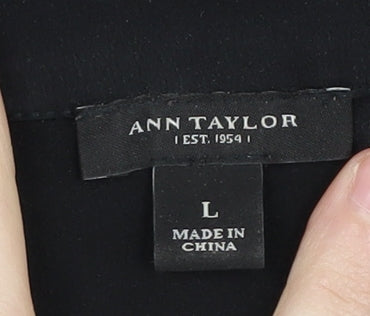 ANN TAYLOR
| EST. 1954 |
L
MADE IN
CHINA